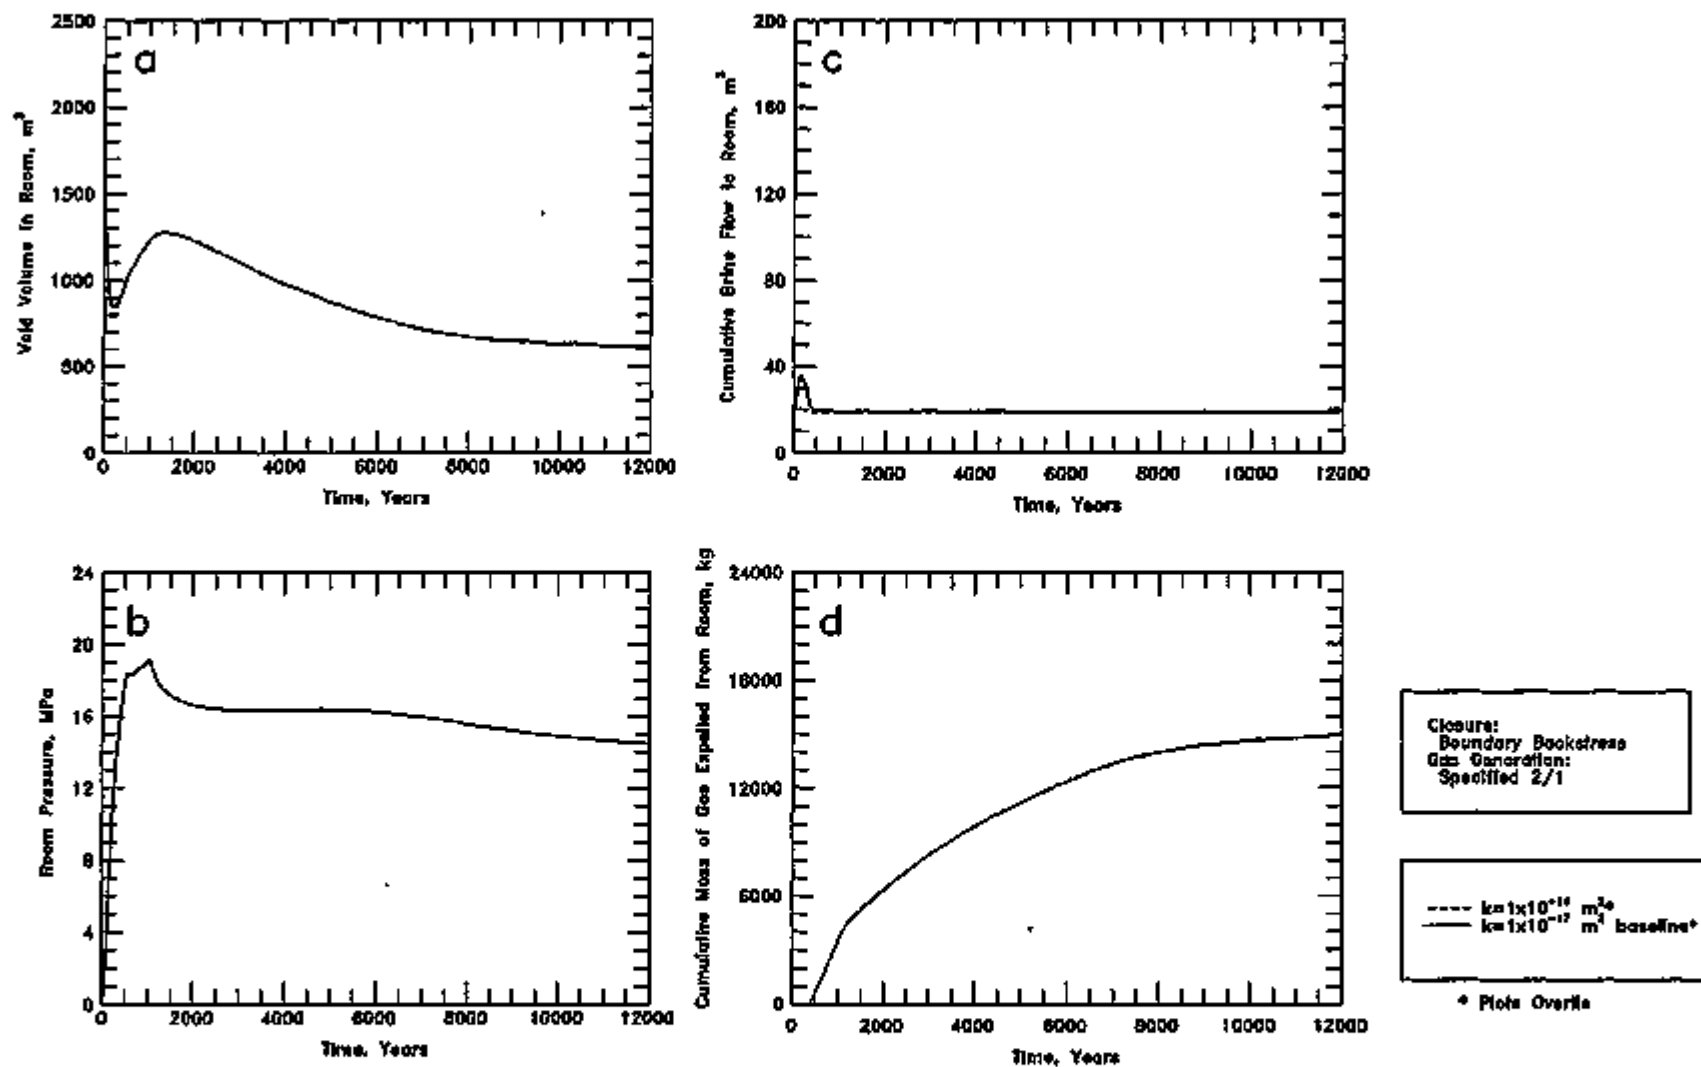 a
Void Volume in Room, m³
2500
2000
1500
1000
500
0
0 2000 4000 6000 8000 10000 12000
Time, Years
c
Cumulative Brine Flow to Room, m³
200
160
120
80
40
0
0 2000 4000 6000 8000 10000 12000
Time, Years
b
Room Pressure, MPa
24
20
16
12
8
4
0
0 2000 4000 6000 8000 10000 12000
Time, Years
d
Cumulative Mass of Gas Expelled from Room, kg
24000
18000
12000
6000
0
0 2000 4000 6000 8000 10000 12000
Time, Years
Closure:
Boundary Backstress
Gas Generation:
Specified 2/1
m²*
m² baseline*
* Plots Overlie